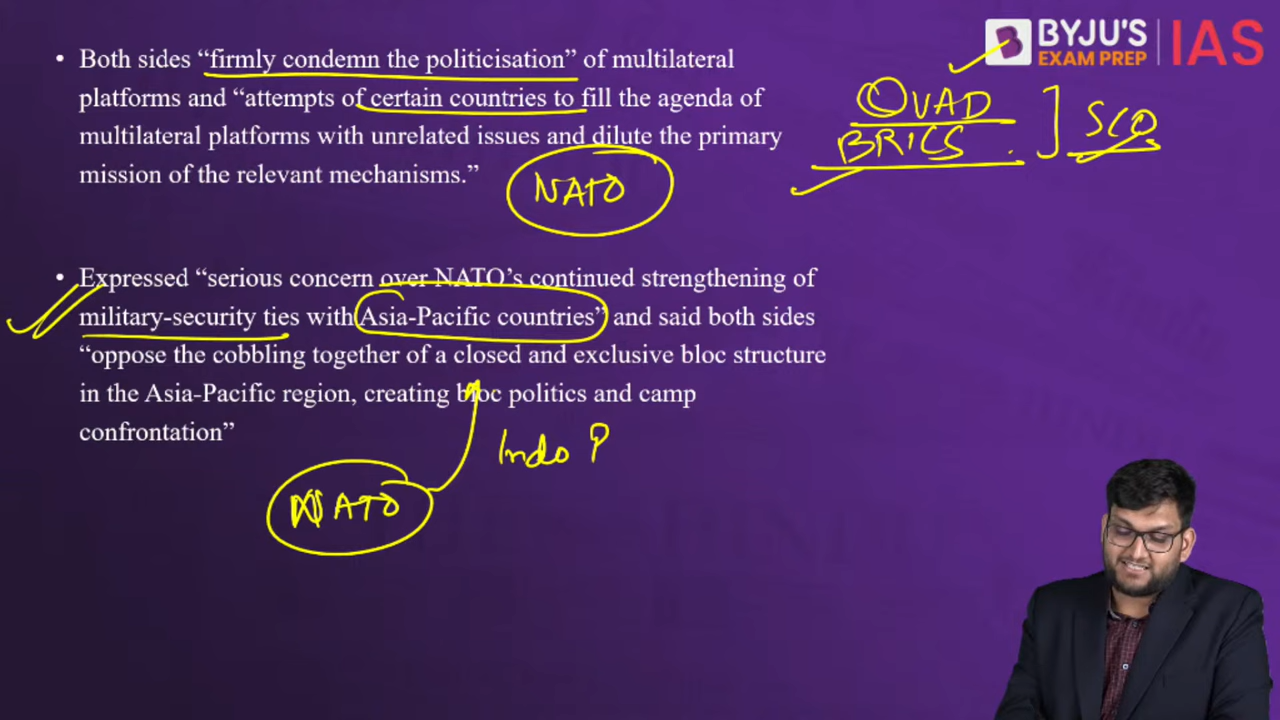 BYJU'S
EXAM PREP
IAS
• Both sides “firmly condemn the politicisation” of multilateral
platforms and “attempts of certain countries to fill the agenda of
multilateral platforms with unrelated issues and dilute the primary
mission of the relevant mechanisms.”
QUAD
BRICS
SCO
NATO
• Expressed “serious concern over NATO’s continued strengthening of
military-security ties with Asia-Pacific countries” and said both sides
“oppose the cobbling together of a closed and exclusive bloc structure
in the Asia-Pacific region, creating bloc politics and camp
confrontation”
Indo P
NATO